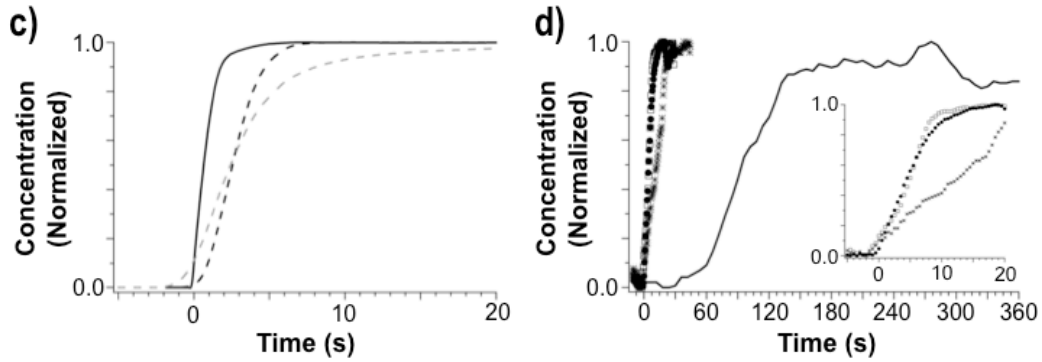 c)
Concentration
(Normalized)
1.0
0.0
0 10 20
Time (s)
d)
Concentration
(Normalized)
1.0
0.0
0 60 120 180 240 300 360
Time (s)
1.0
0.0
0 10 20